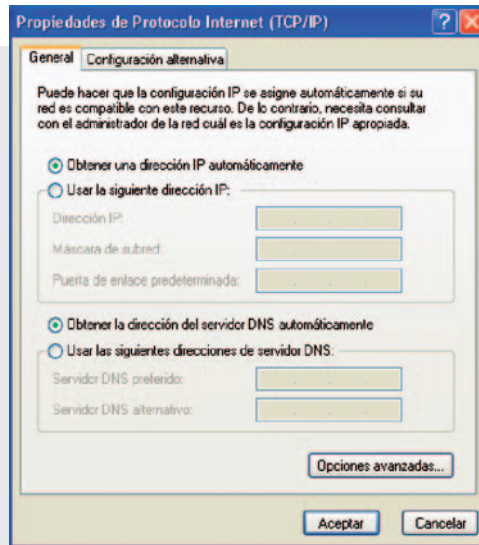 Propiedades de Protocolo Internet (TCP/IP)
General
Configuración alternativa
Puede hacer que la configuración IP se asigne automáticamente si su
red es compatible con este recurso. De lo contrario, necesita consultar
con el administrador de la red cuál es la configuración IP apropiada.
Obtener una dirección IP automáticamente
Usar la siguiente dirección IP:
Dirección IP:
Máscara de subred:
Puerta de enlace predeterminada:
Obtener la dirección del servidor DNS automáticamente
Usar las siguientes direcciones de servidor DNS:
Servidor DNS preferido:
Servidor DNS alternativo:
Opciones avanzadas...
Aceptar
Cancelar